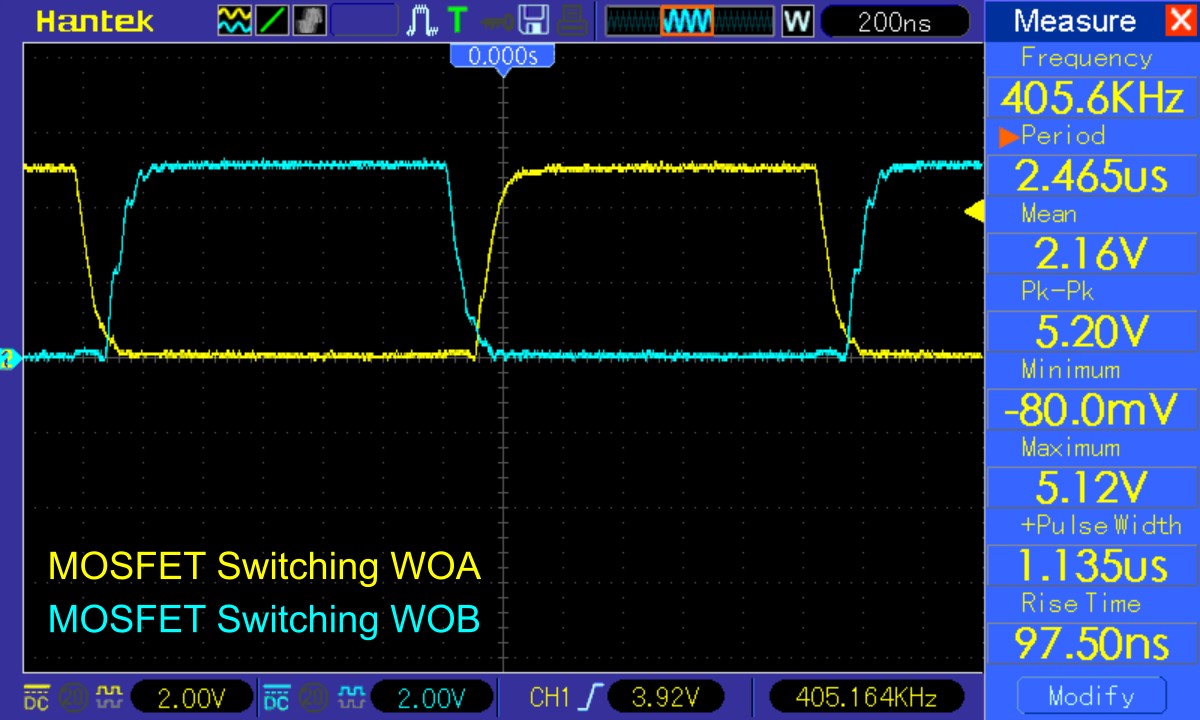 Hantek T W 200ns Measure X
0.000s
Frequency
405.6KHz
Period
2.465us
Mean
2.16V
Pk-Pk
5.20V
Minimum
-80.0mV
Maximum
5.12V
+Pulse Width
1.135us
Rise Time
97.50ns
?
MOSFET Switching WOA
MOSFET Switching WOB
DC 20 2.00V DC 20 2.00V CH1 3.92V 405.164KHz Modify